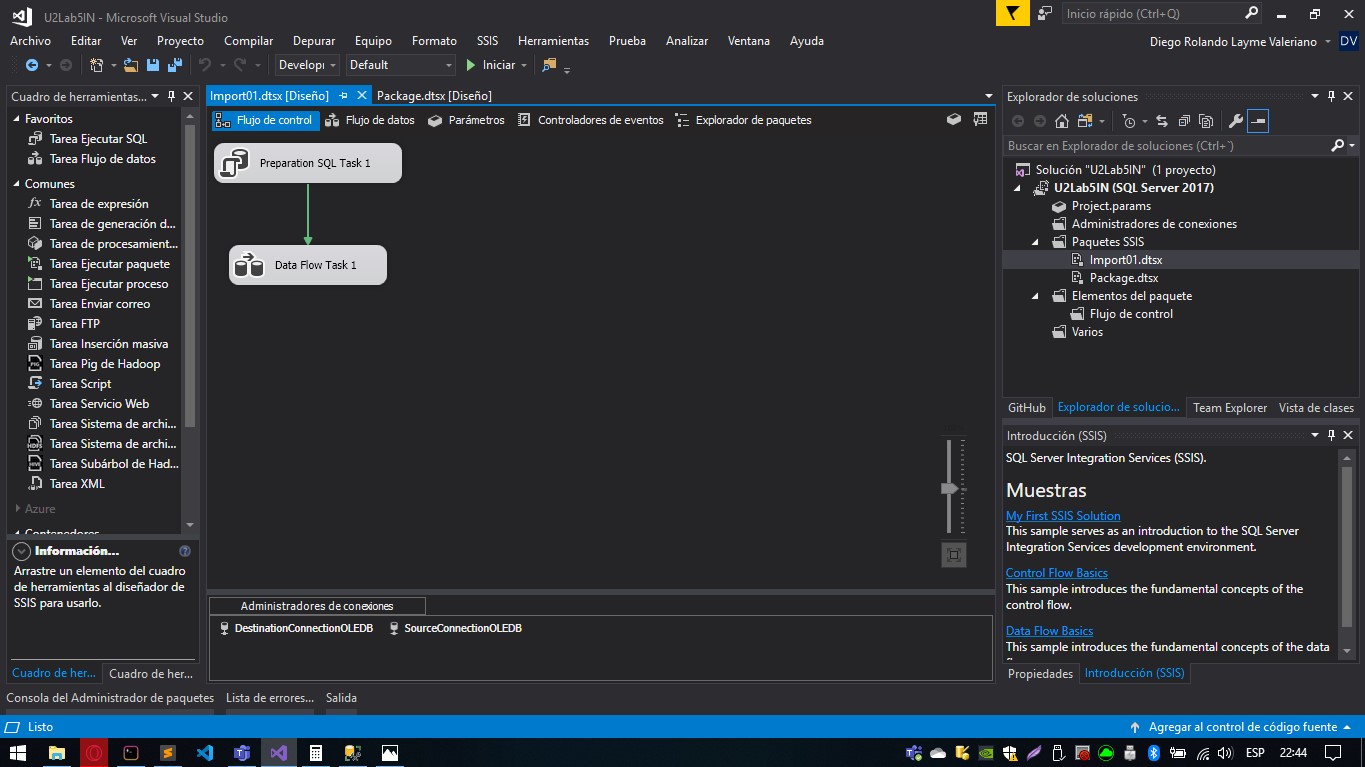 U2Lab5IN - Microsoft Visual Studio
Inicio rápido (Ctrl+Q)
Archivo Editar Ver Proyecto Compilar Depurar Equipo Formato SSIS Herramientas Prueba Analizar Ventana Ayuda
Diego Rolando Layme Valeriano DV
Develop Default Iniciar
Cuadro de herramientas...
Favoritos
Tarea Ejecutar SQL
Tarea Flujo de datos
Comunes
Tarea de expresión
Tarea de generación d...
Tarea de procesamient...
Tarea Ejecutar paquete
Tarea Ejecutar proceso
Tarea Enviar correo
Tarea FTP
Tarea Inserción masiva
Tarea Pig de Hadoop
Tarea Script
Tarea Servicio Web
Tarea Sistema de archi...
Tarea Sistema de archi...
Tarea Subárbol de Had...
Tarea XML
Azure
Contenedores
Información...
Arrastre un elemento del cuadro
de herramientas al diseñador de
SSIS para usarlo.
Cuadro de her... Cuadro de her...
Import01.dtsx [Diseño] Package.dtsx [Diseño]
Flujo de control Flujo de datos Parámetros Controladores de eventos Explorador de paquetes
Preparation SQL Task 1
Data Flow Task 1
Administradores de conexiones
DestinationConnectionOLEDB SourceConnectionOLEDB
Explorador de soluciones
Buscar en Explorador de soluciones (Ctrl+¨)
Solución "U2Lab5IN" (1 proyecto)
U2Lab5IN (SQL Server 2017)
Project.params
Administradores de conexiones
Paquetes SSIS
Import01.dtsx
Package.dtsx
Elementos del paquete
Flujo de control
Varios
GitHub Explorador de solucio... Team Explorer Vista de clases
Introducción (SSIS)
SQL Server Integration Services (SSIS).
Muestras
My First SSIS Solution
This sample serves as an introduction to the SQL Server
Integration Services development environment.
Control Flow Basics
This sample introduces the fundamental concepts of the
control flow.
Data Flow Basics
This sample introduces the fundamental concepts of the data
Propiedades Introducción (SSIS)
Consola del Administrador de paquetes Lista de errores... Salida
Listo
Agregar al control de código fuente
ESP 22:44